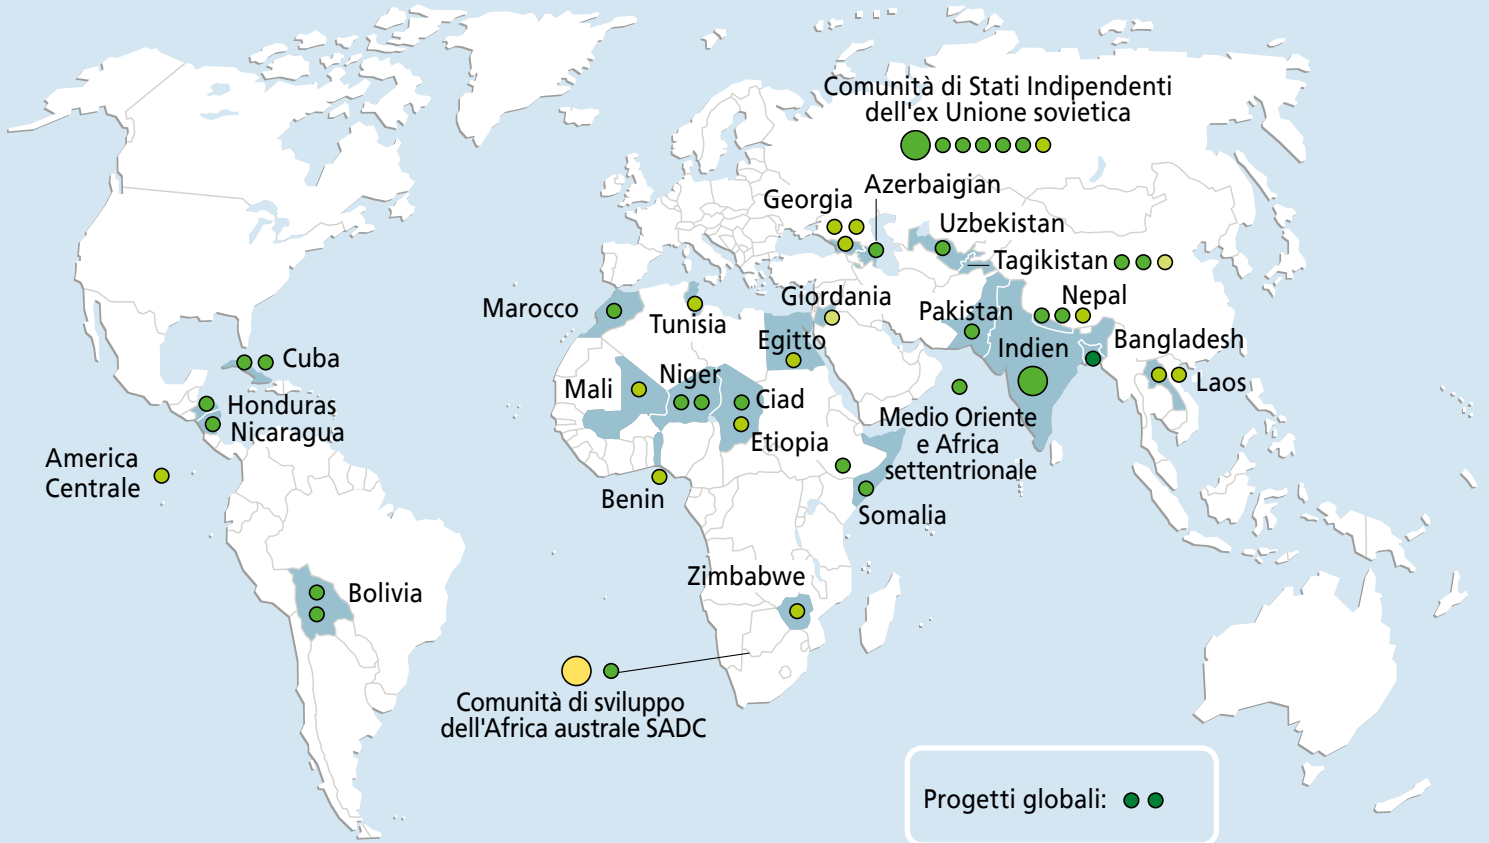 Comunità di Stati Indipendenti
dell'ex Unione sovietica
Azerbaigian
Georgia
Uzbekistan
Tagikistan
Marocco
Tunisia
Giordania
Egitto
Pakistan
Nepal
Indien
Bangladesh
Laos
Cuba
Honduras
Nicaragua
America
Centrale
Mali
Niger
Ciad
Etiopia
Benin
Medio Oriente
e Africa
settentrionale
Somalia
Zimbabwe
Bolivia
Comunità di sviluppo
dell'Africa australe SADC
Progetti globali: